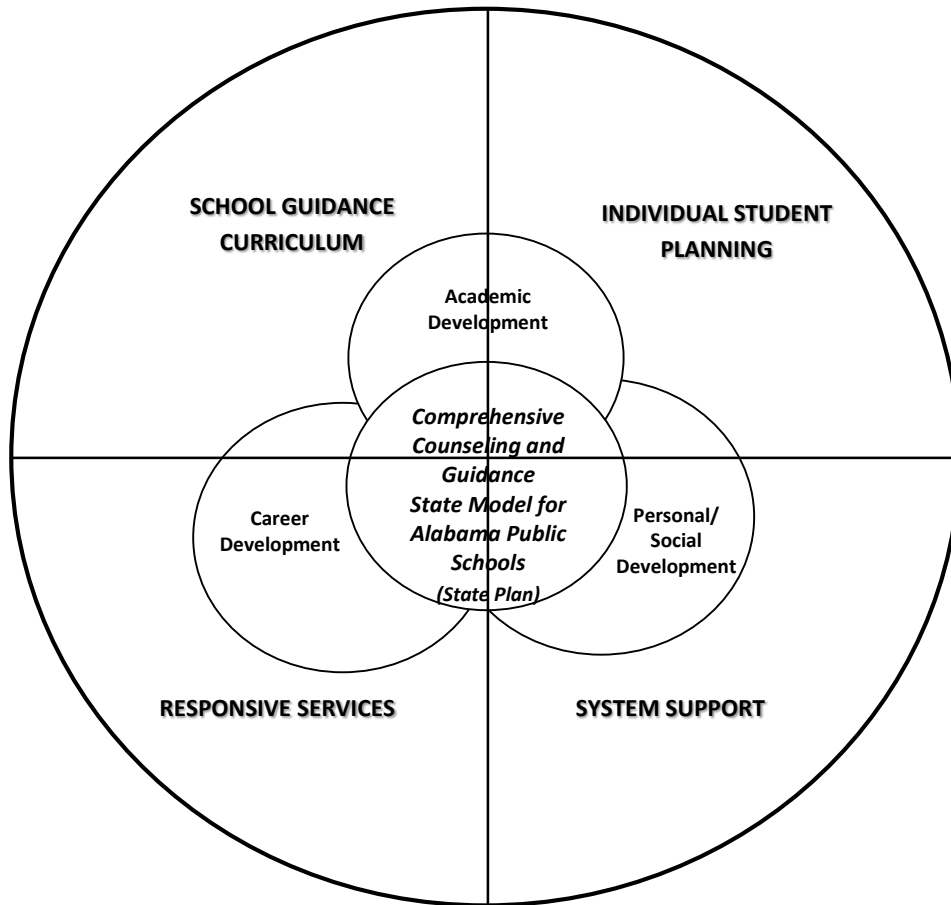 SCHOOL GUIDANCE
CURRICULUM
INDIVIDUAL STUDENT
PLANNING
Academic
Development
Comprehensive
Counseling and
Guidance
State Model for
Alabama Public
Schools
(State Plan)
Career
Development
Personal/
Social
Development
RESPONSIVE SERVICES
SYSTEM SUPPORT